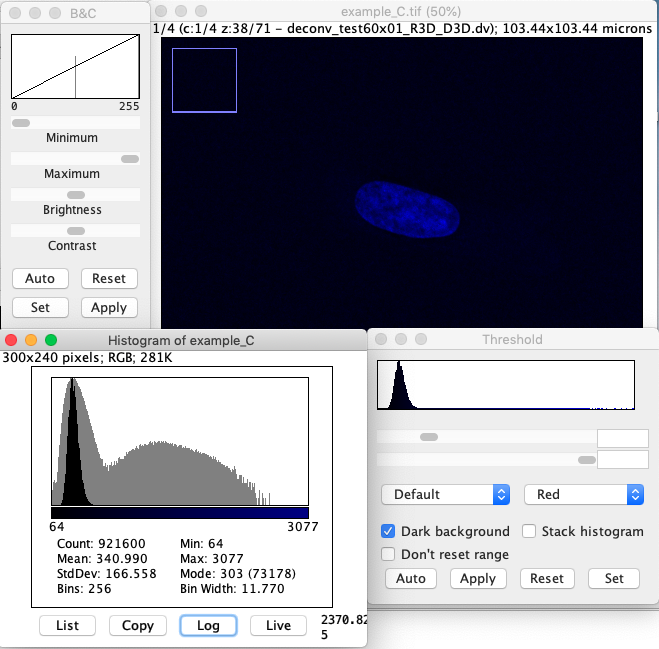 B&C
0 255
Minimum
Maximum
Brightness
Contrast
Auto Reset
Set Apply
example_C.tif (50%)
1/4 (c:1/4 z:38/71 - deconv_test60x01_R3D_D3D.dv); 103.44x103.44 microns
Histogram of example_C
300x240 pixels; RGB; 281K
64 3077
Count: 921600 Min: 64
Mean: 340.990 Max: 3077
StdDev: 166.558 Mode: 303 (73178)
Bins: 256 Bin Width: 11.770
List Copy Log Live 2370.82
5
Threshold
Default Red
Dark background Stack histogram
Don't reset range
Auto Apply Reset Set